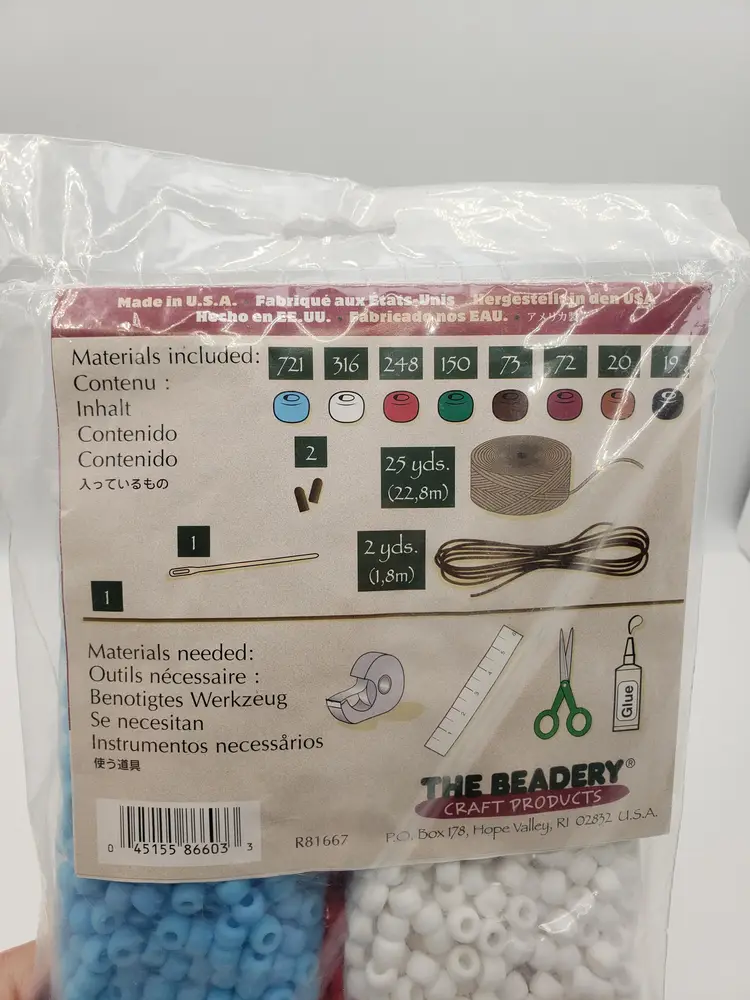 Made in U.S.A. • Fabriqué aux États-Unis • Hergestellt in den USA
Hecho en EE.UU. • Fabricado nos EAU. • アメリカ製
Materials included:
721 316 248 150 73 72 20 19
Contenu :
Inhalt
Contenido
Contenido
入っているもの
2
25 yds.
(22,8m)
1
2 yds.
(1,8m)
1
Materials needed:
Outils nécessaire :
Benotigtes Werkzeug
Se necesitan
Instrumentos necessårios
使う道具
Glue
THE BEADERY®
CRAFT PRODUCTS
P.O. Box 178, Hope Valley, RI 02832 U.S.A.
R81667
0 45155 86603 3